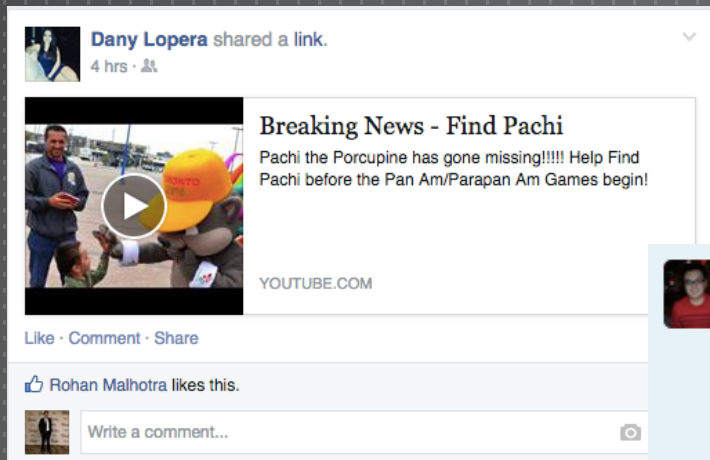 Dany Lopera shared a link.
4 hrs ·
Breaking News - Find Pachi
Pachi the Porcupine has gone missing!!!!! Help Find
Pachi before the Pan Am/Parapan Am Games begin!
TORONTO
YOUTUBE.COM
Like · Comment · Share
Rohan Malhotra likes this.
Write a comment...